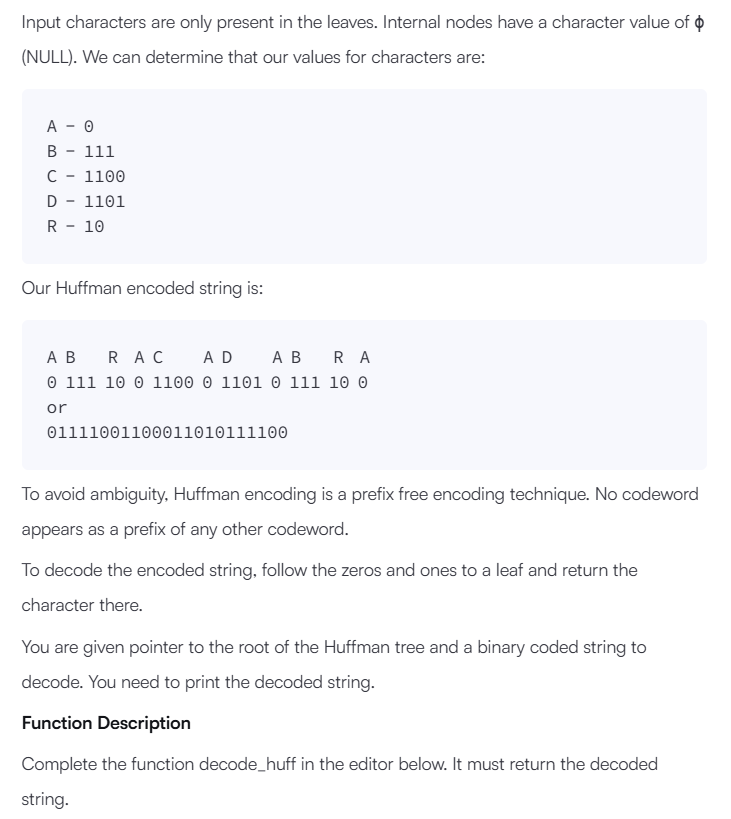 Input characters are only present in the leaves. Internal nodes have a character value of ϕ
(NULL). We can determine that our values for characters are:
A - 0
B - 111
C - 1100
D - 1101
R - 10
Our Huffman encoded string is:
A B   R A C    A D    A B   R  A
0 111 10 0 1100 0 1101 0 111 10 0
or
01111001100011010111100
To avoid ambiguity, Huffman encoding is a prefix free encoding technique. No codeword
appears as a prefix of any other codeword.
To decode the encoded string, follow the zeros and ones to a leaf and return the
character there.
You are given pointer to the root of the Huffman tree and a binary coded string to
decode. You need to print the decoded string.
Function Description
Complete the function decode_huff in the editor below. It must return the decoded
string.